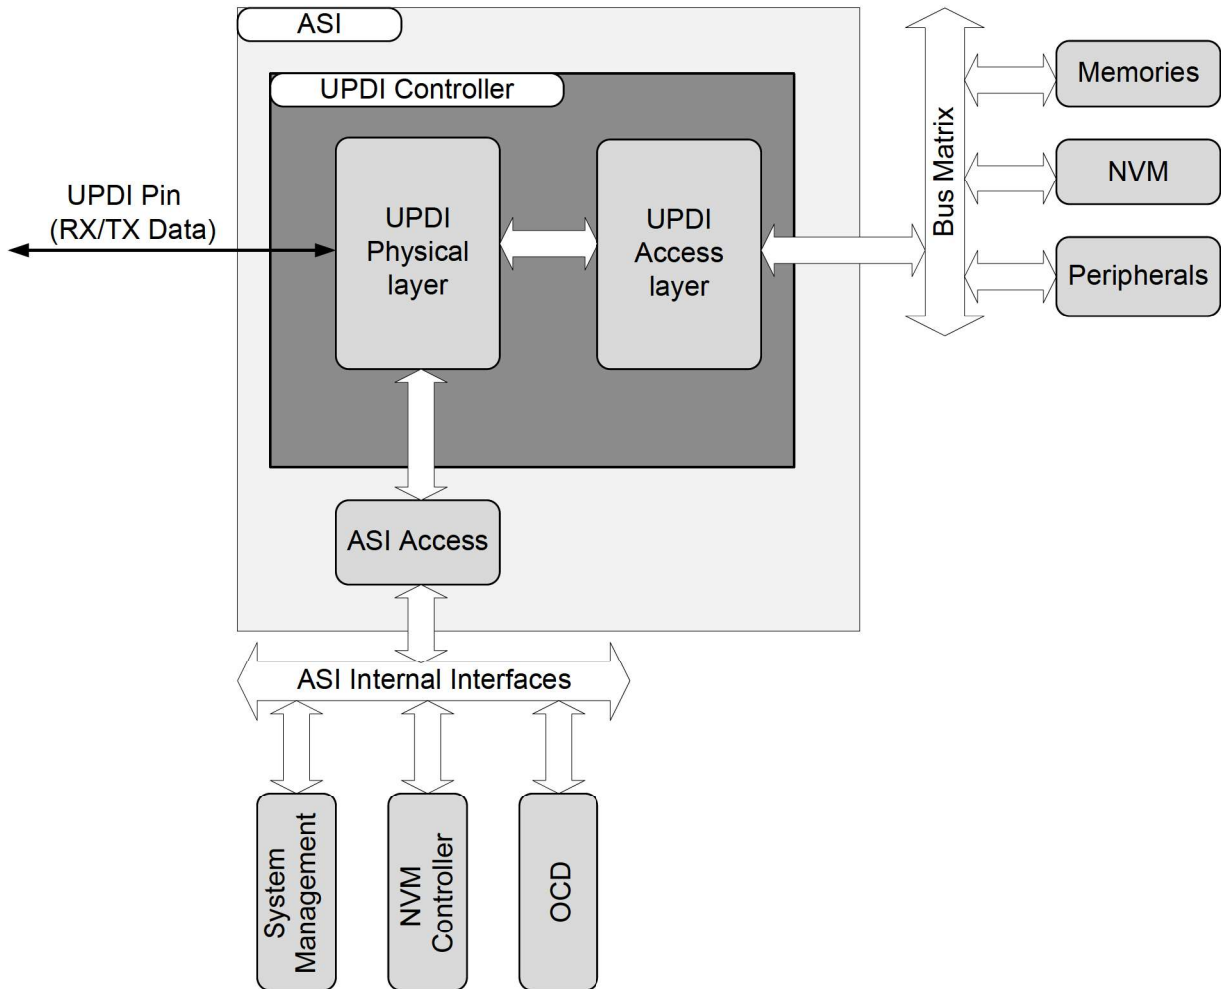 ASI
UPDI Controller
UPDI Pin
(RX/TX Data)
UPDI
Physical
layer
UPDI
Access
layer
Bus Matrix
Memories
NVM
Peripherals
ASI Access
ASI Internal Interfaces
System
Management
NVM
Controller
OCD